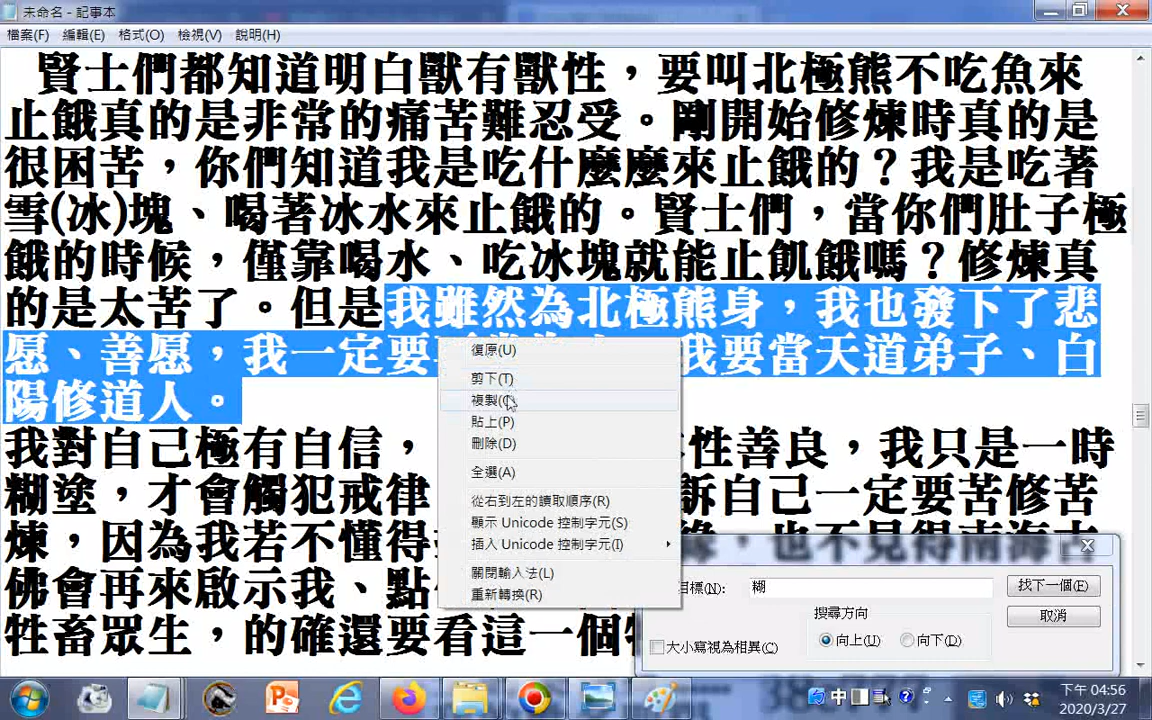 未命名 - 記事本
檔案(F) 編輯(E) 格式(O) 檢視(V) 說明(H)
賢士們都知道明白獸有獸性，要叫北極熊不吃魚來
止餓真的是非常的痛苦難忍受。剛開始修煉時真的是
很困苦，你們知道我是吃什麼麼來止餓的？我是吃著
雪(冰)塊、喝著冰水來止餓的。賢士們，當你們肚子極
餓的時候，僅靠喝水、吃冰塊就能止飢餓嗎？修煉真
的是太苦了。但是我雖然為北極熊身，我也發下了悲
愿、善愿，我一定要 我要當天道弟子、白
陽修道人。
我對自己極有自信， 性善良，我只是一時
糊塗，才會觸犯戒律 訴自己一定要苦修苦
煉，因為我若不懂得 ，也不見得南海古
佛會再來啟示我、點
牲畜眾生，的確還要看這一個
復原(U)
剪下(T)
複製(C)
貼上(P)
刪除(D)
全選(A)
從右到左的讀取順序(R)
顯示 Unicode 控制字元(S)
插入 Unicode 控制字元(I)
關閉輸入法(L)
重新轉換(R)
目標(N): 糊 找下一個(F)
搜尋方向
取消
大小寫視為相異(C) 向上(U) 向下(D)
中
下午 04:56
2020/3/27